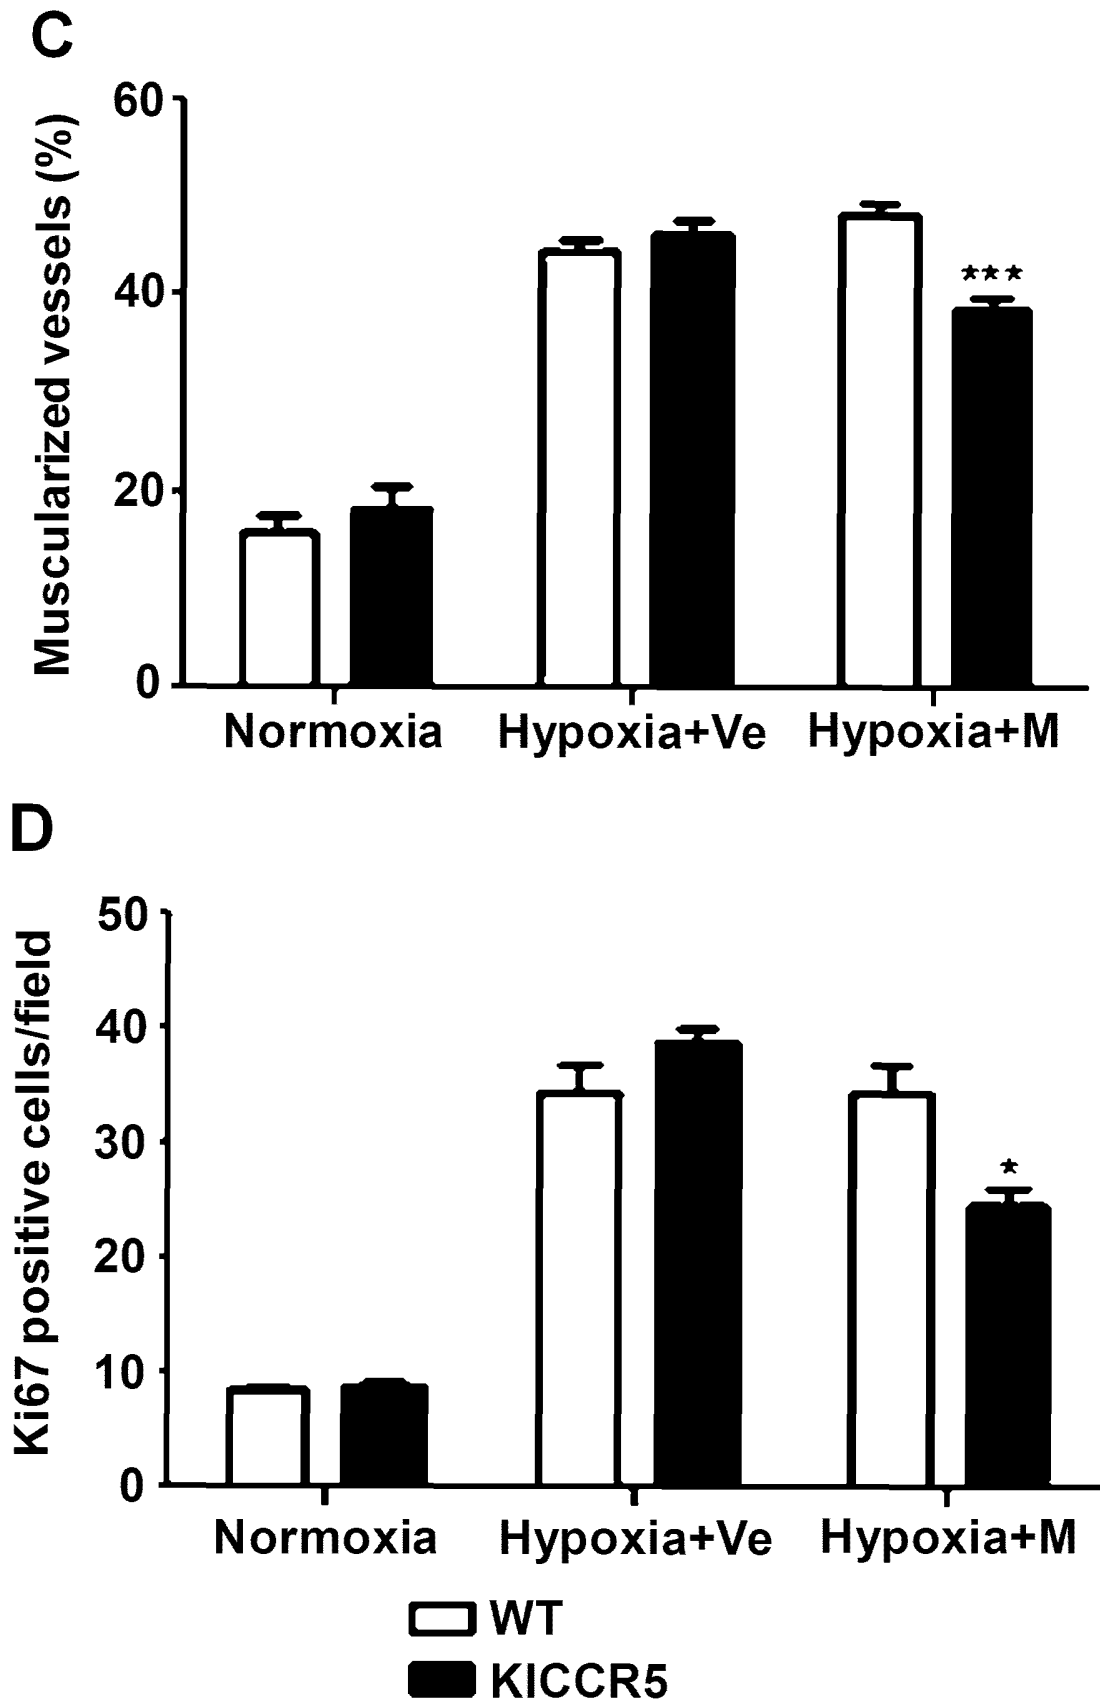 C
Muscularized vessels (%)
60
40
20
0
***
Normoxia Hypoxia+Ve Hypoxia+M
D
Ki67 positive cells/field
50
40
30
20
10
0
*
Normoxia Hypoxia+Ve Hypoxia+M
WT
KICCR5